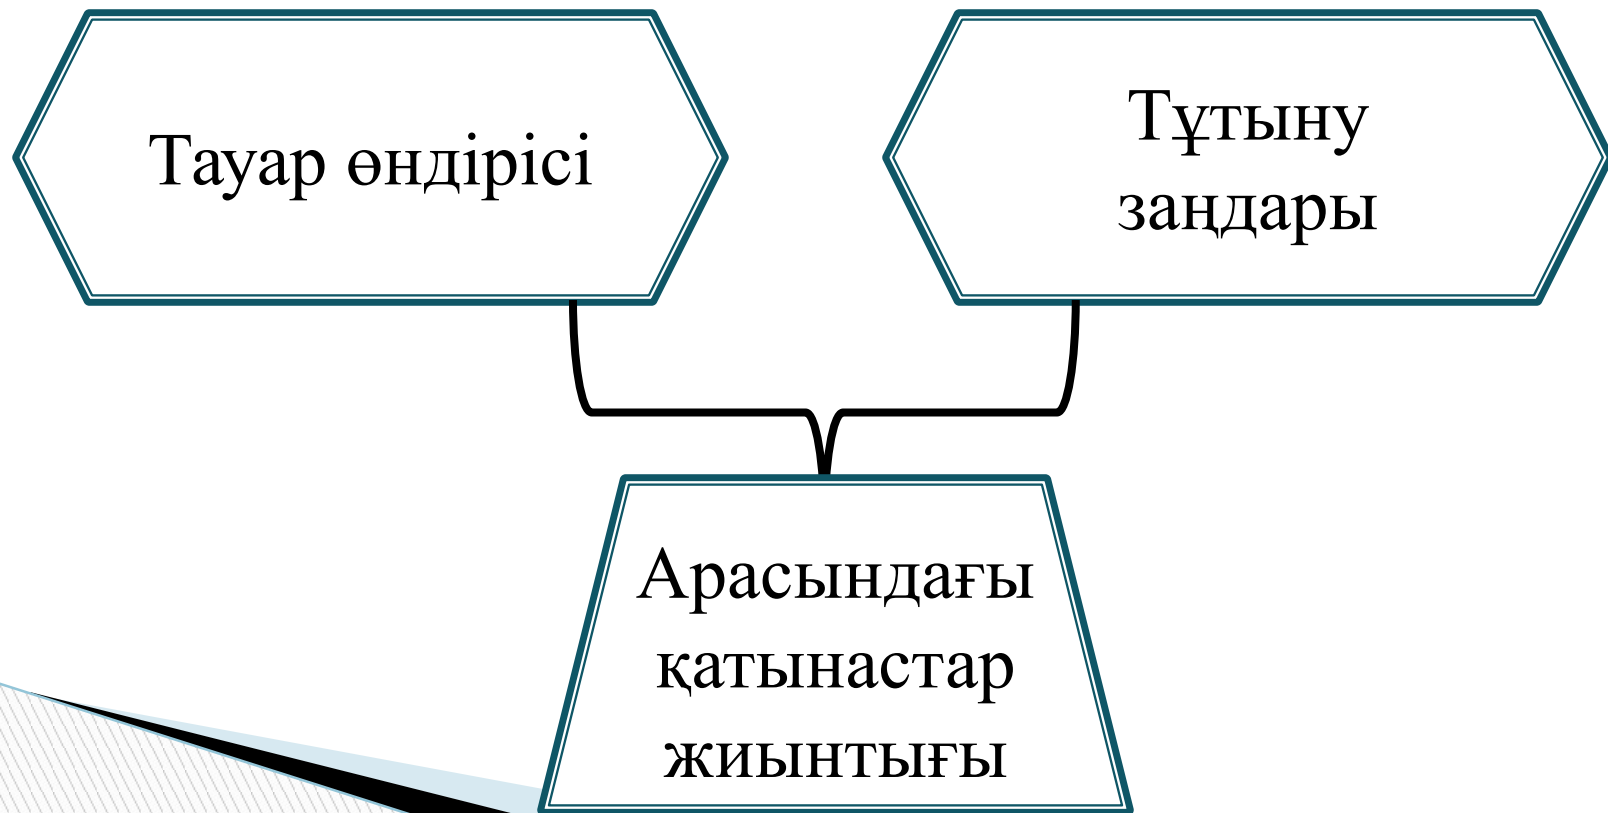 Тауар өндірісі
Тұтыну
заңдары
Арасындағы
қатынастар
жиынтығы